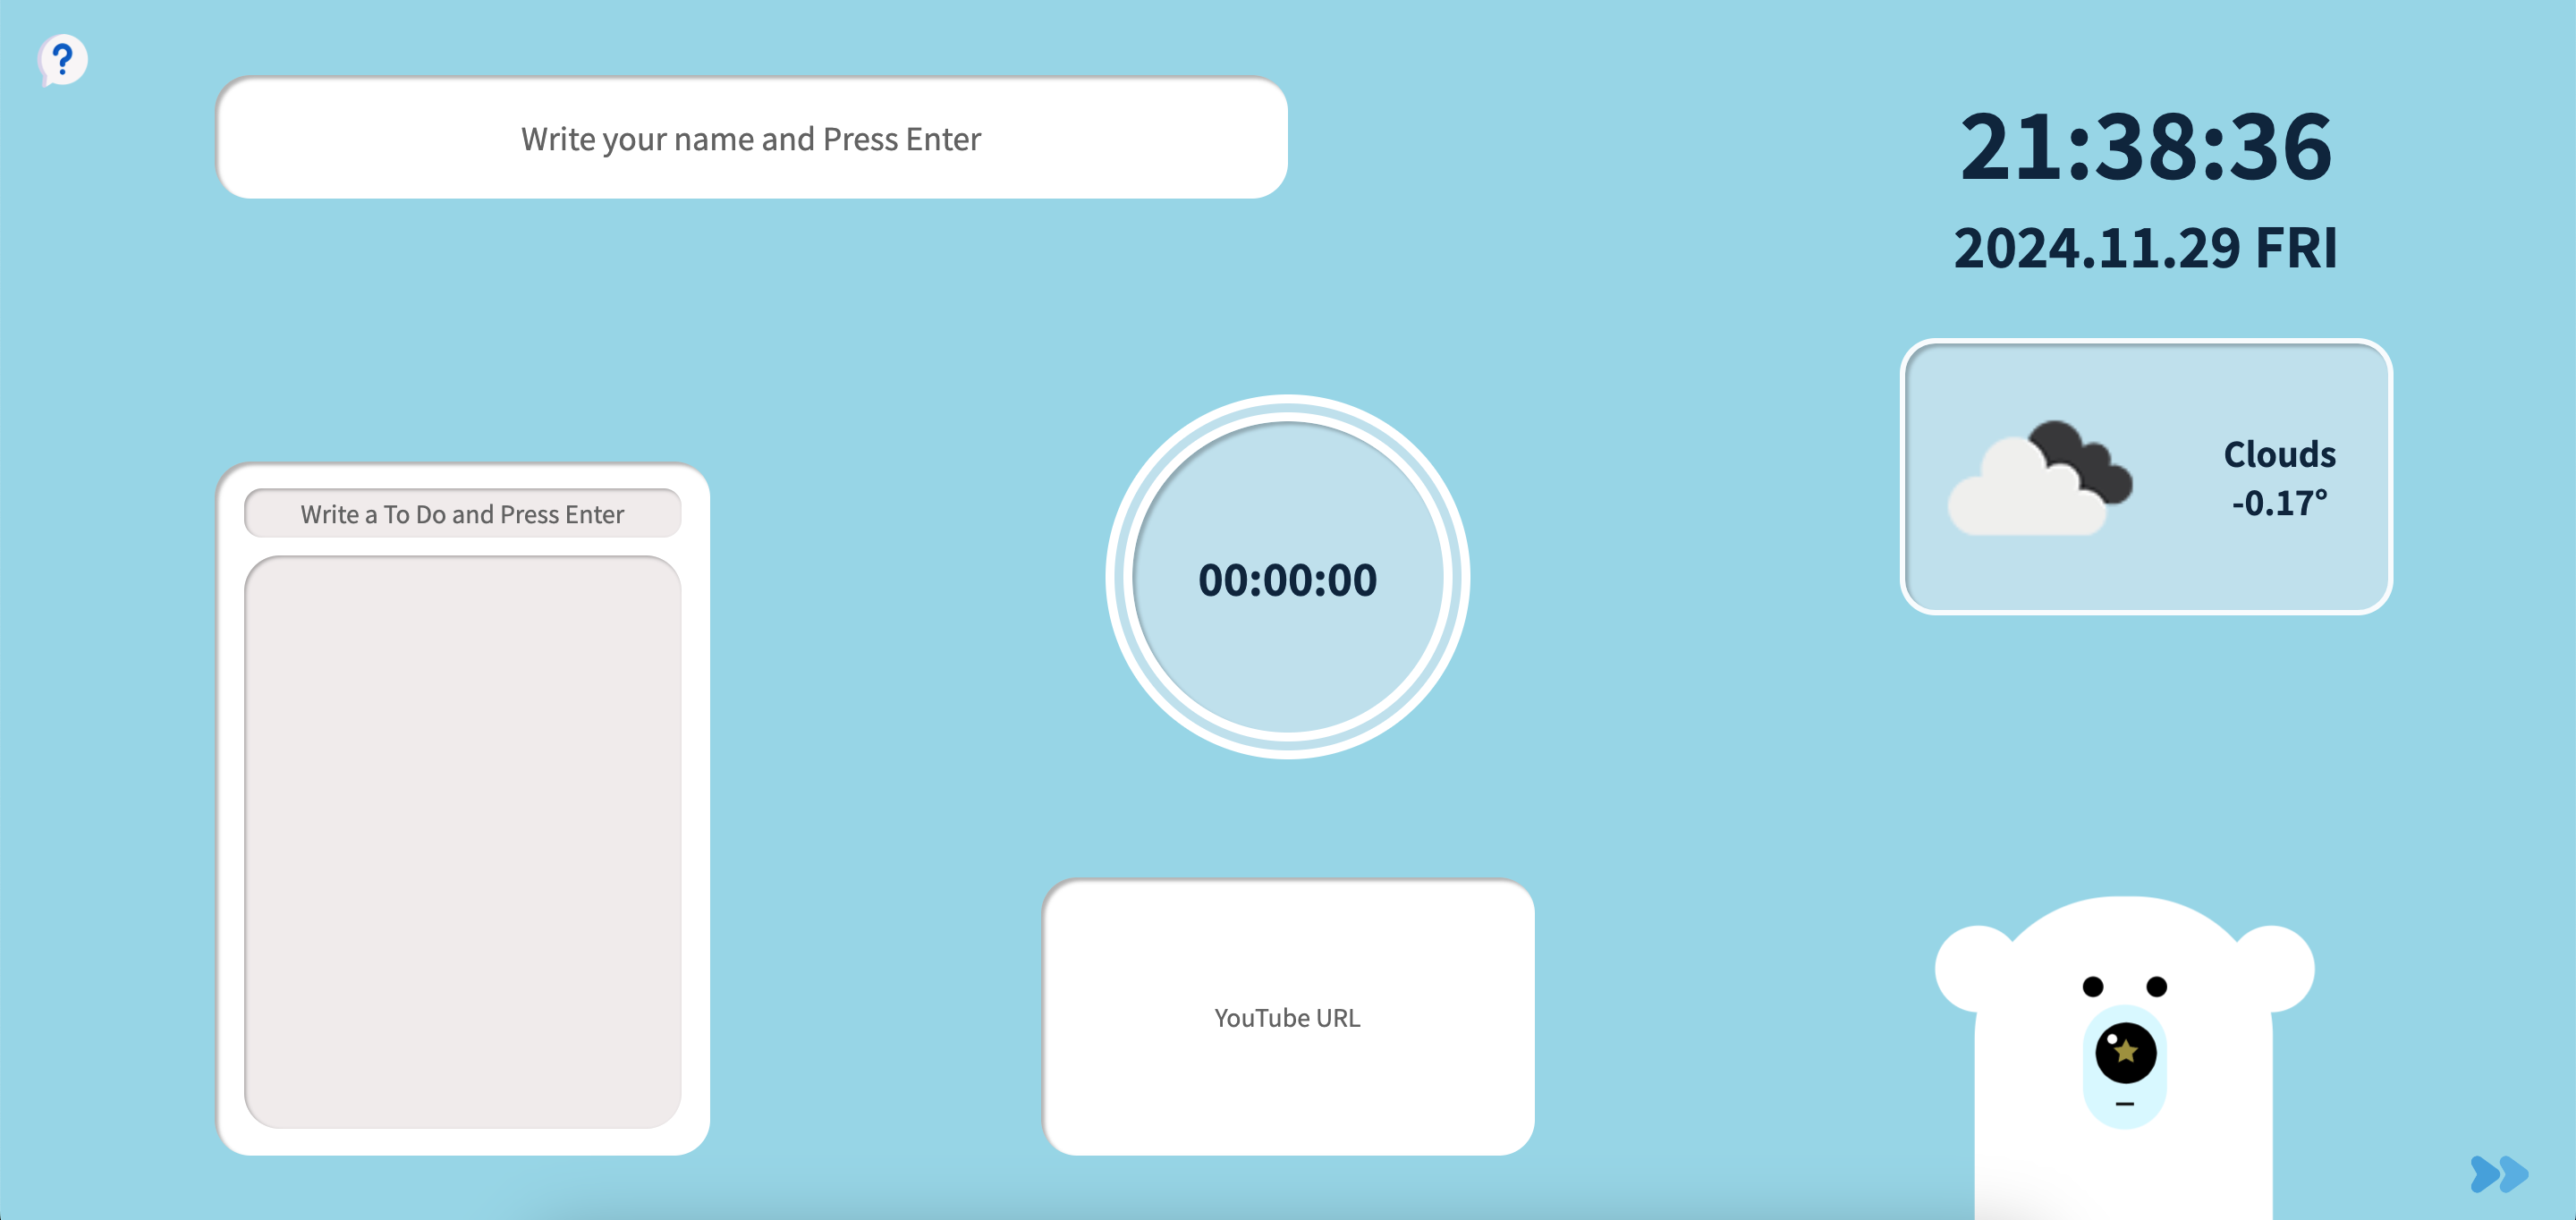 ?
Write your name and Press Enter
21:38:36
2024.11.29 FRI
Clouds
-0.17°
Write a To Do and Press Enter
00:00:00
YouTube URL